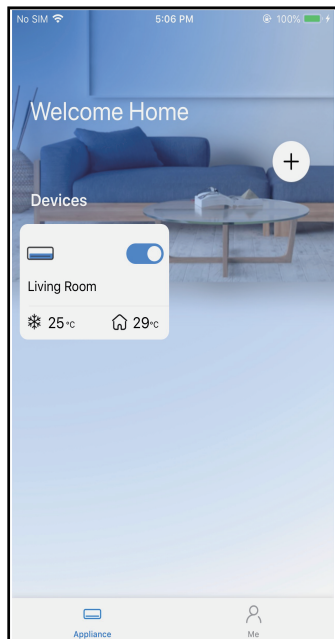 No SIM 5:06 PM 100%
Welcome Home
+
Devices
Living Room
25°C 29°C
Appliance Me